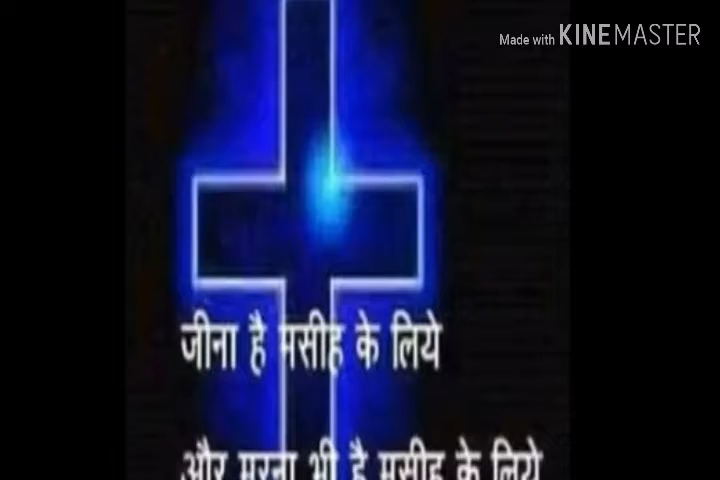 Made with KINEMASTER
जीना है मसीह के लिये
और मरना भी है मसीह के लिये